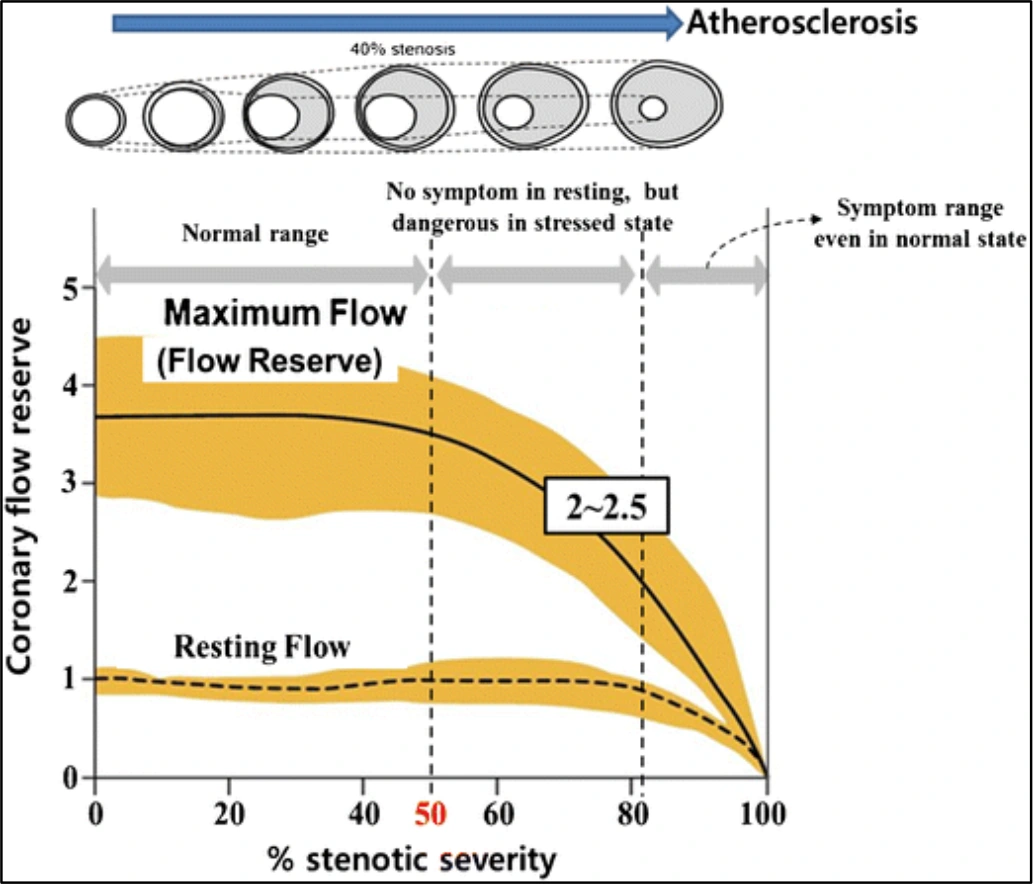 Atherosclerosis
40% stenosis
No symptom in resting, but
dangerous in stressed state
Symptom range
even in normal state
Normal range
Maximum Flow
(Flow Reserve)
2~2.5
Resting Flow
Coronary flow reserve
5
4
3
2
1
0
0 20 40 50 60 80 100
% stenotic severity